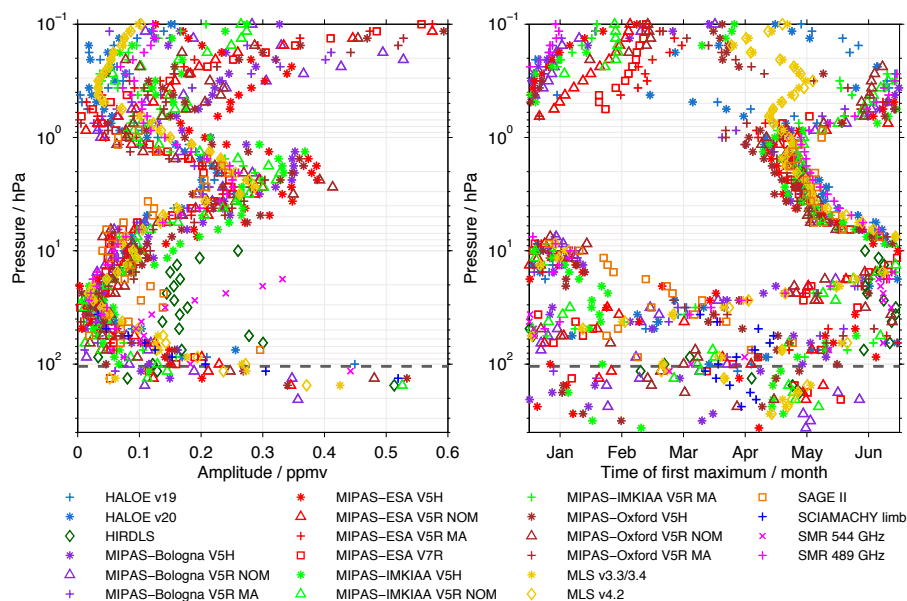 10⁻¹
10⁰
10¹
10²
Pressure / hPa
0 0.1 0.2 0.3 0.4 0.5 0.6
Amplitude / ppmv
10⁻¹
10⁰
10¹
10²
Pressure / hPa
Jan Feb Mar Apr May Jun
Time of first maximum / month
HALOE v19
HALOE v20
HIRDLS
MIPAS−Bologna V5H
MIPAS−Bologna V5R NOM
MIPAS−Bologna V5R MA
MIPAS−ESA V5H
MIPAS−ESA V5R NOM
MIPAS−ESA V5R MA
MIPAS−ESA V7R
MIPAS−IMKIAA V5H
MIPAS−IMKIAA V5R NOM
MIPAS−IMKIAA V5R MA
MIPAS−Oxford V5H
MIPAS−Oxford V5R NOM
MIPAS−Oxford V5R MA
MLS v3.3/3.4
MLS v4.2
SAGE II
SCIAMACHY limb
SMR 544 GHz
SMR 489 GHz